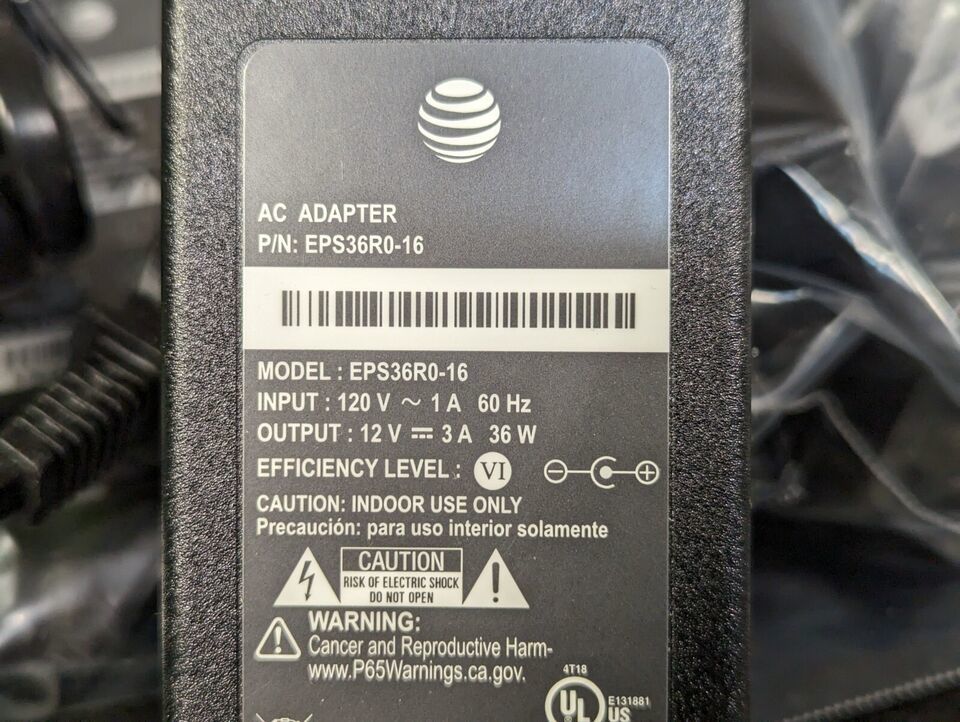 AC ADAPTER
P/N: EPS36R0-16
MODEL : EPS36R0-16
INPUT : 120 V ~ 1 A 60 Hz
OUTPUT : 12 V ⎓ 3 A 36 W
EFFICIENCY LEVEL : VI
CAUTION: INDOOR USE ONLY
Precaución: para uso interior solamente
CAUTION
RISK OF ELECTRIC SHOCK
DO NOT OPEN
WARNING:
Cancer and Reproductive Harm-
www.P65Warnings.ca.gov.
4T18
UL E131881
US